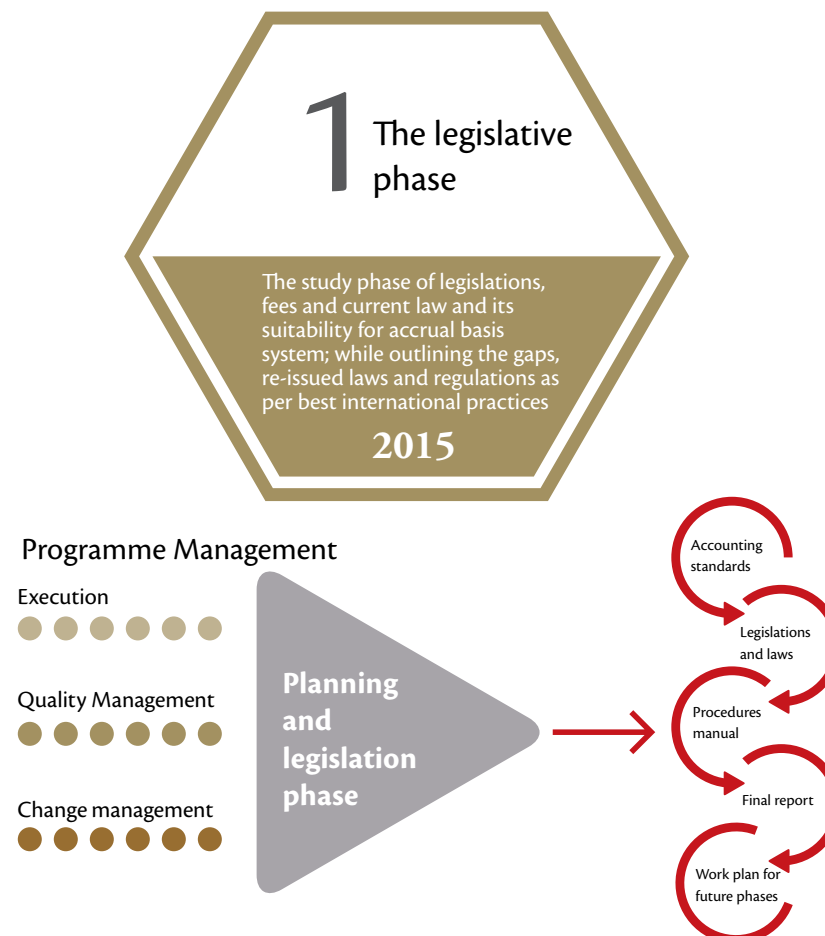 1
The legislative
phase
The study phase of legislations,
fees and current law and its
suitability for accrual basis
system; while outlining the gaps,
re-issued laws and regulations as
per best international practices
2015
Programme Management
Execution
Quality Management
Change management
Planning
and
legislation
phase
Accounting
standards
Legislations
and laws
Procedures
manual
Final report
Work plan for
future phases